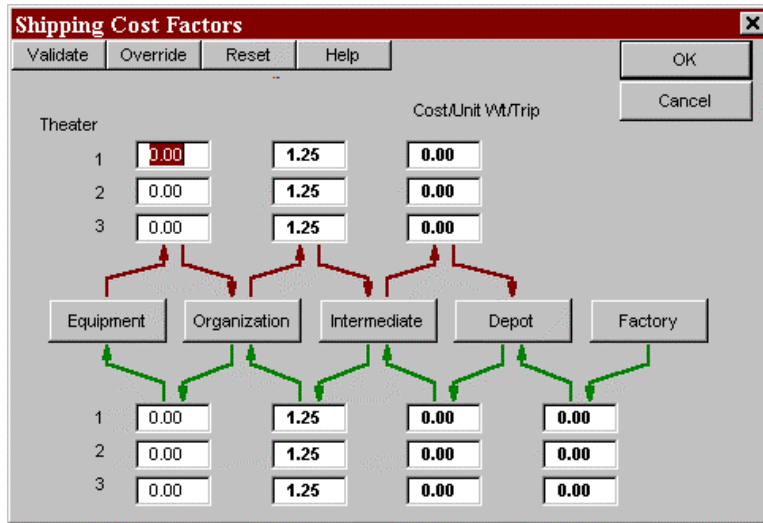 Shipping Cost Factors
Validate Override Reset Help OK
Cancel
Cost/Unit Wt/Trip
Theater
1 0.00 1.25 0.00
2 0.00 1.25 0.00
3 0.00 1.25 0.00
Equipment Organization Intermediate Depot Factory
1 0.00 1.25 0.00 0.00
2 0.00 1.25 0.00 0.00
3 0.00 1.25 0.00 0.00